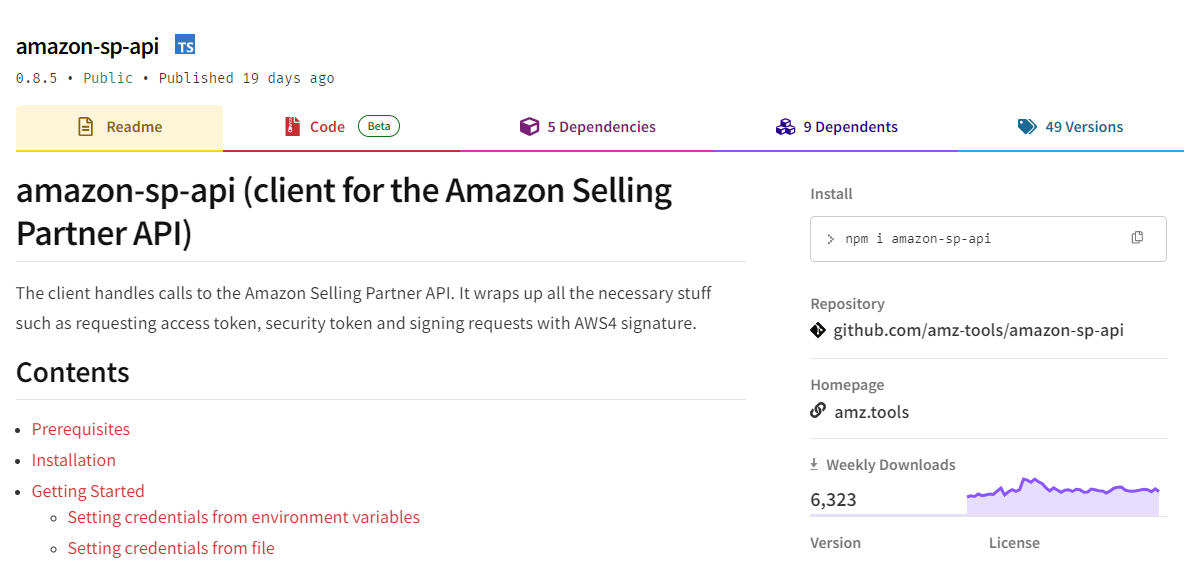 amazon-sp-api TS
0.8.5 • Public • Published 19 days ago
Readme
Code Beta
5 Dependencies
9 Dependents
49 Versions
amazon-sp-api (client for the Amazon Selling
Partner API)
The client handles calls to the Amazon Selling Partner API. It wraps up all the necessary stuff
such as requesting access token, security token and signing requests with AWS4 signature.
Contents
• Prerequisites
• Installation
• Getting Started
◦ Setting credentials from environment variables
◦ Setting credentials from file
Install
> npm i amazon-sp-api
Repository
github.com/amz-tools/amazon-sp-api
Homepage
amz.tools
Weekly Downloads
6,323
Version
License